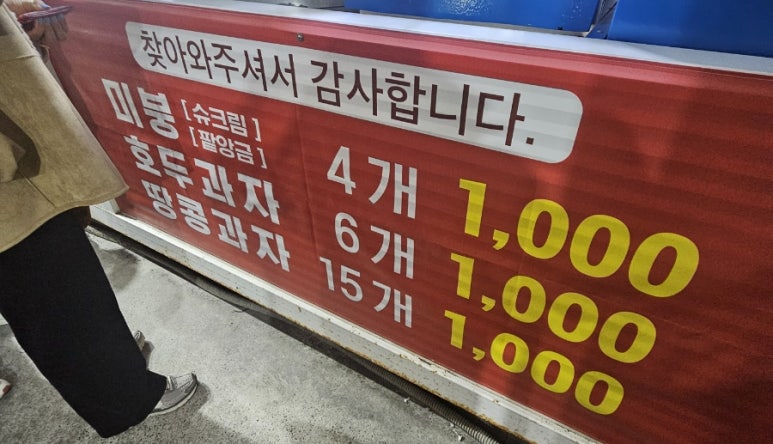 찾아와주셔서 감사합니다.
미붕 [슈크림] [팥앙금] 4개 1,000
호두과자 6개 1,000
땅콩과자 15개 1,000